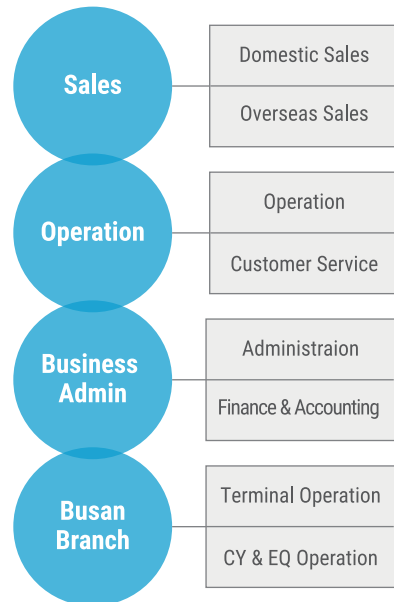 Sales
Domestic Sales
Overseas Sales
Operation
Operation
Customer Service
Business
Admin
Administraion
Finance & Accounting
Busan
Branch
Terminal Operation
CY & EQ Operation